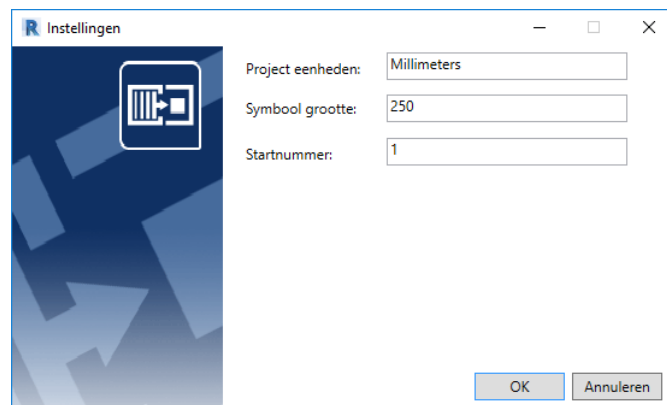 Instellingen
Project eenheden: Millimeters
Symbool grootte: 250
Startnummer: 1
OK Annuleren